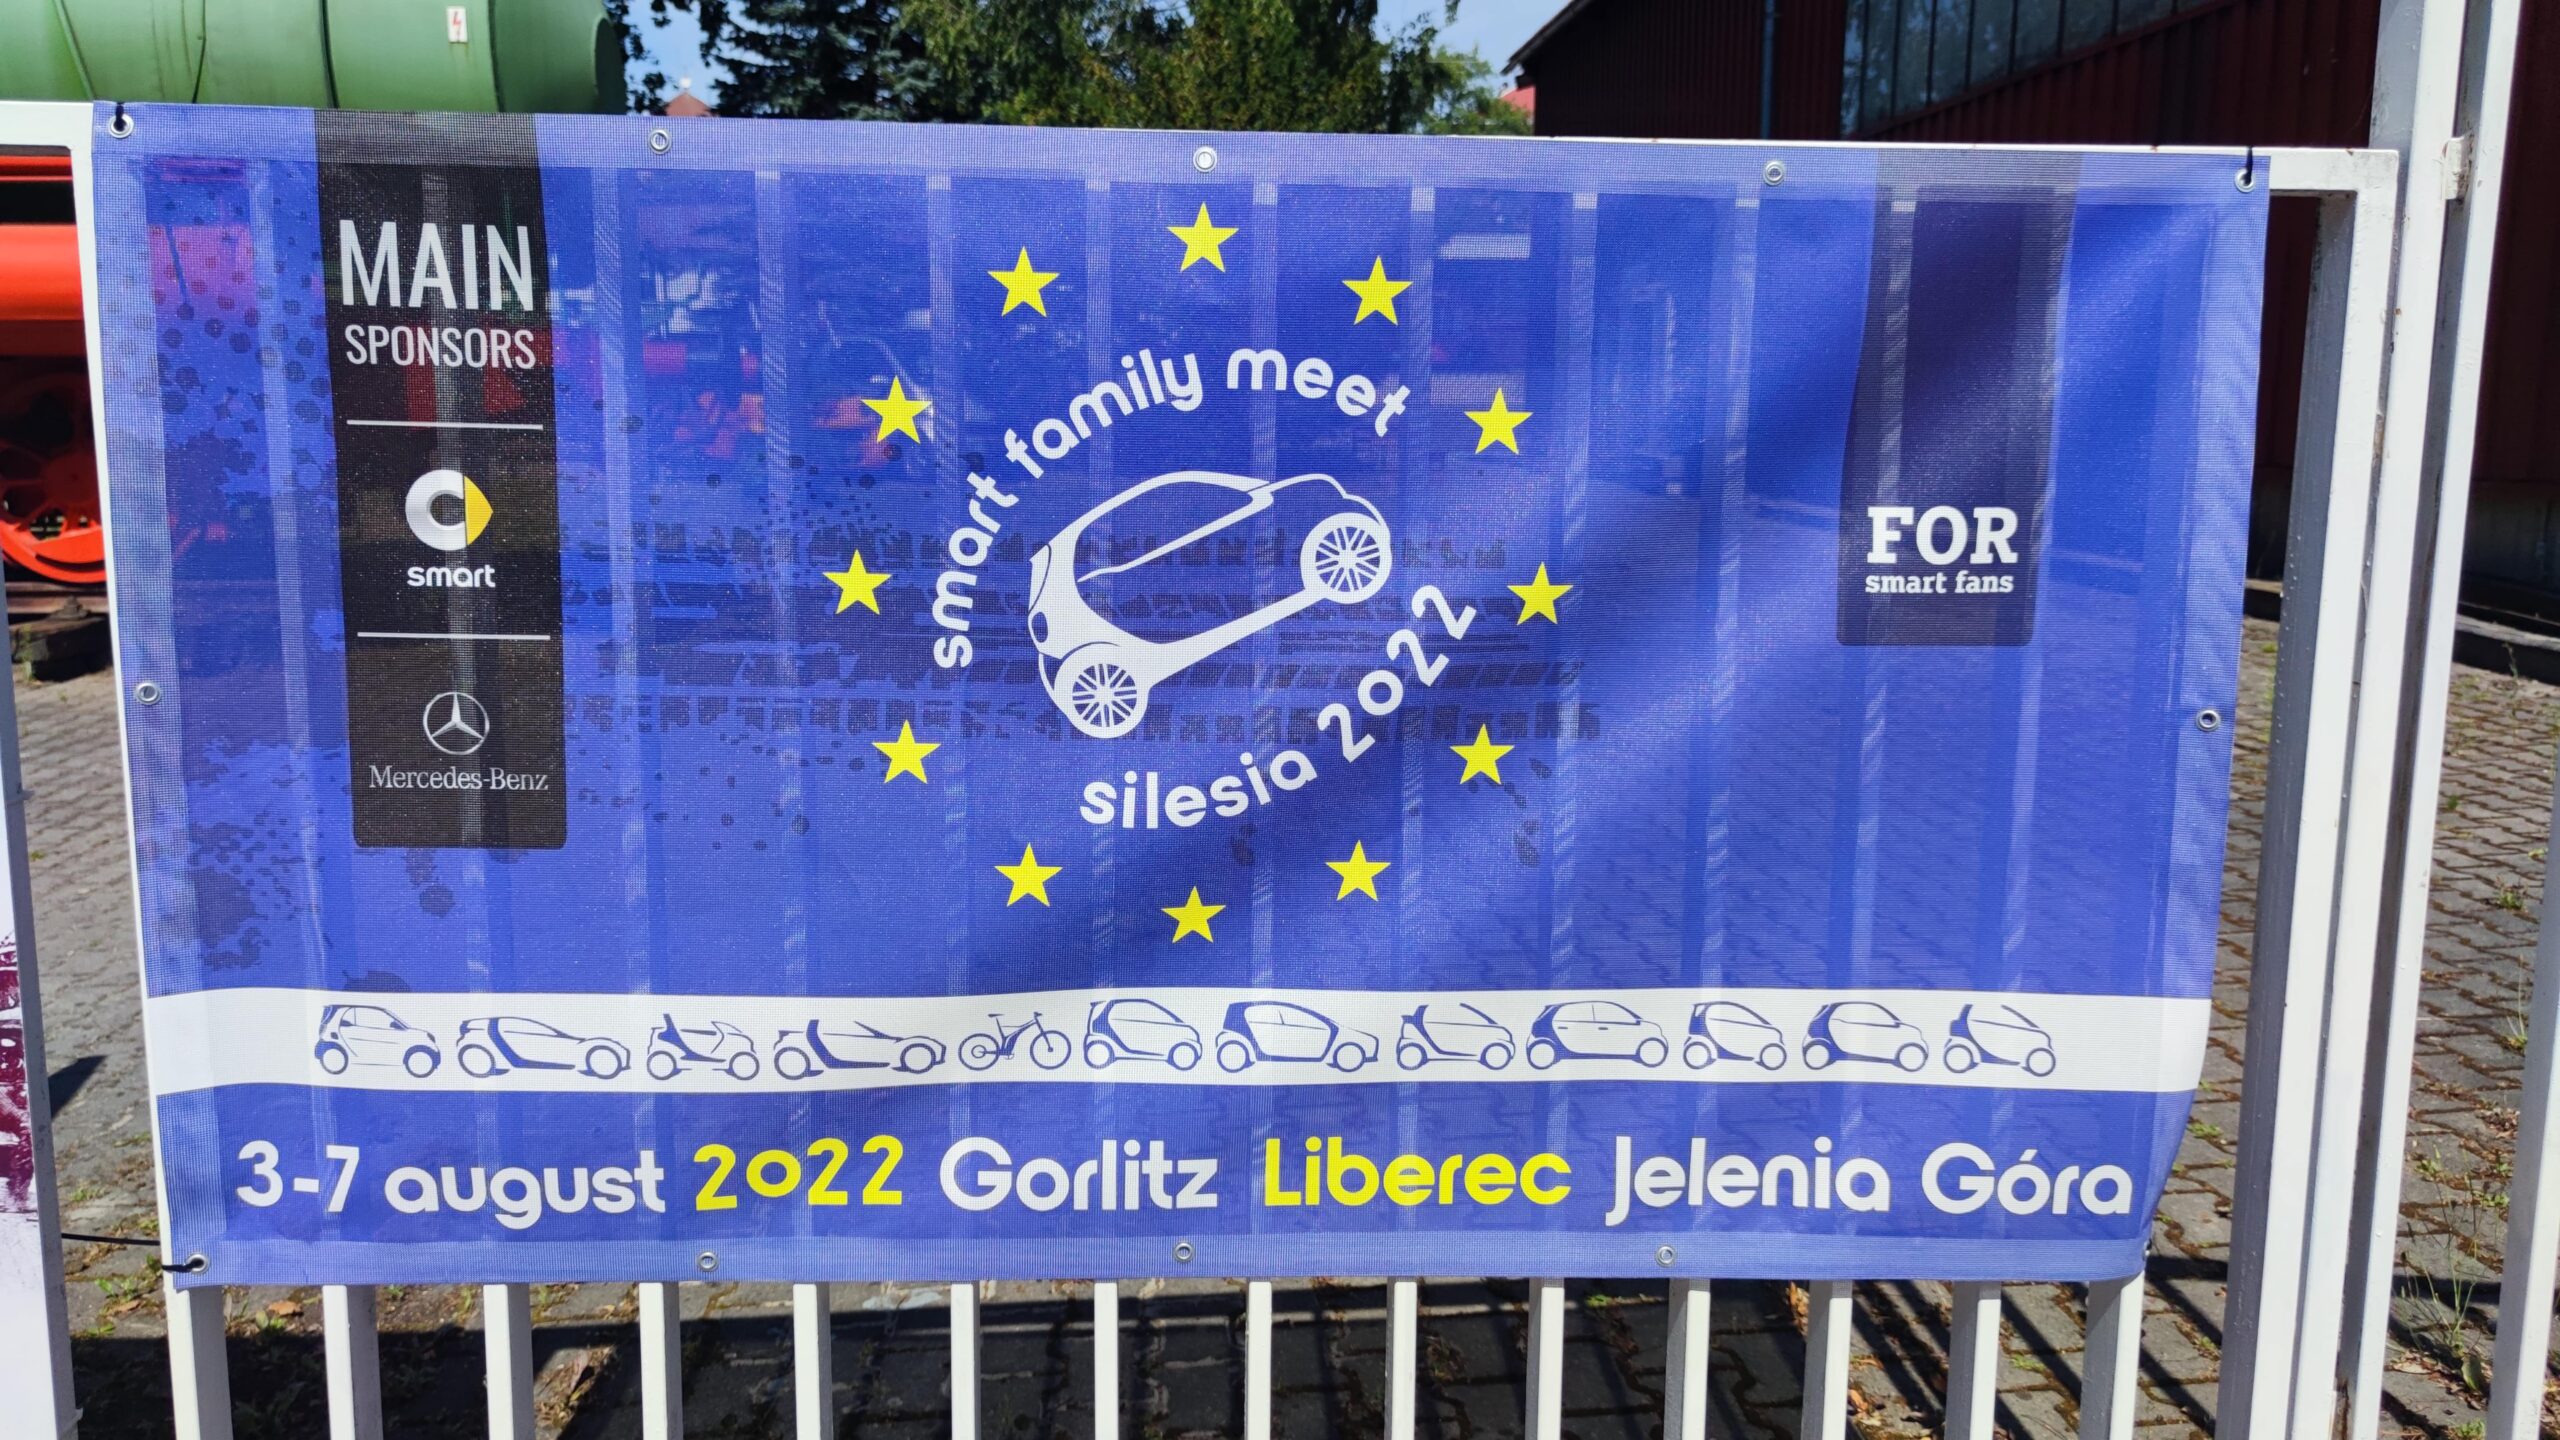 MAIN
SPONSORS
smart
Mercedes-Benz
smart family meet
silesia 2022
FOR
smart fans
3-7 august 2022 Gorlitz Liberec Jelenia Góra